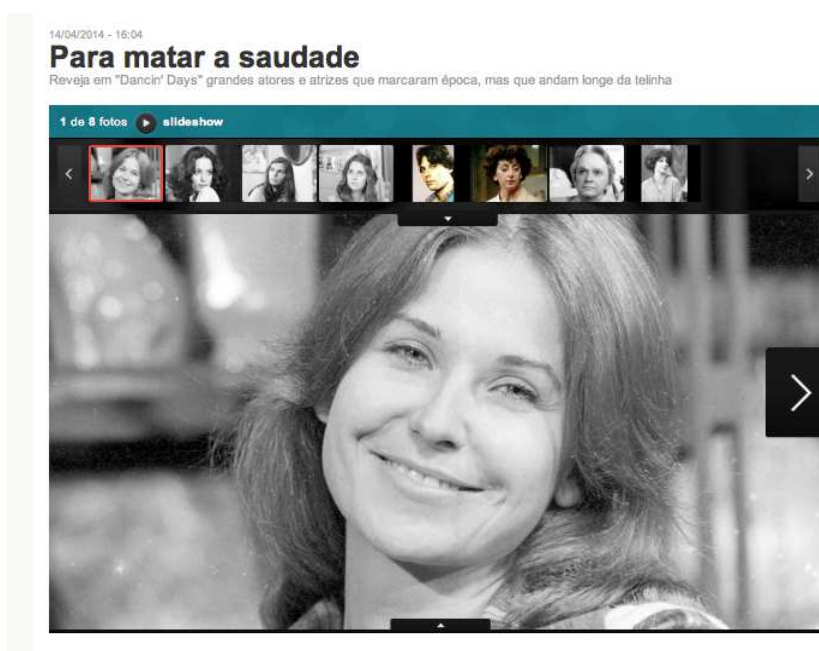 14/04/2014 - 16:04
Para matar a saudade
Reveja em "Dancin' Days" grandes atores e atrizes que marcaram época, mas que andam longe da telinha
1 de 8 fotos slideshow